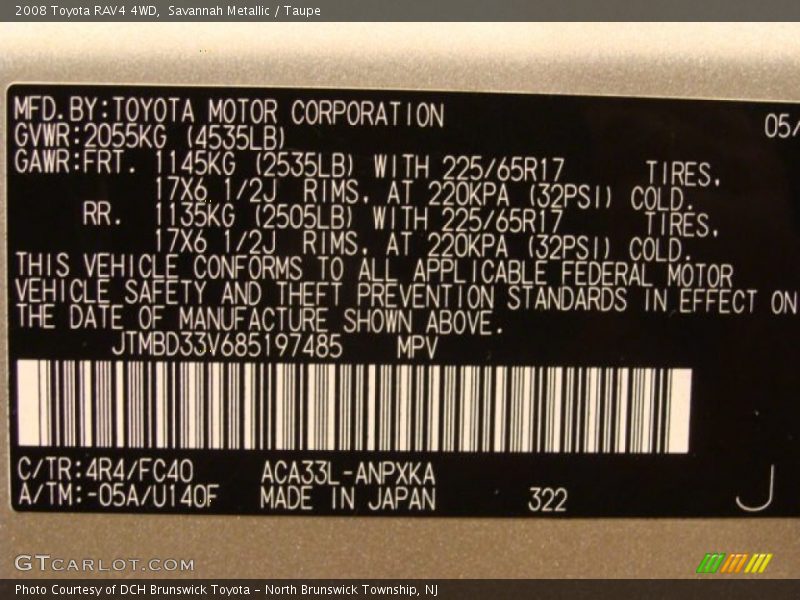 2008 Toyota RAV4 4WD,  Savannah Metallic / Taupe
MFD.BY:TOYOTA MOTOR CORPORATION 05/
GVWR:2055KG (4535LB)
GAWR:FRT. 1145KG (2535LB) WITH 225/65R17 TIRES.
17X6 1/2J RIMS. AT 220KPA (32PSI) COLD.
RR. 1135KG (2505LB) WITH 225/65R17 TIRES.
17X6 1/2J RIMS. AT 220KPA (32PSI) COLD.
THIS VEHICLE CONFORMS TO ALL APPLICABLE FEDERAL MOTOR
VEHICLE SAFETY AND THEFT PREVENTION STANDARDS IN EFFECT ON
THE DATE OF MANUFACTURE SHOWN ABOVE.
JTMBD33V685197485 MPV
C/TR:4R4/FC40 ACA33L-ANPXKA
A/TM:-05A/U140F MADE IN JAPAN 322 J
GTCARLOT.COM
Photo Courtesy of DCH Brunswick Toyota – North Brunswick Township, NJ